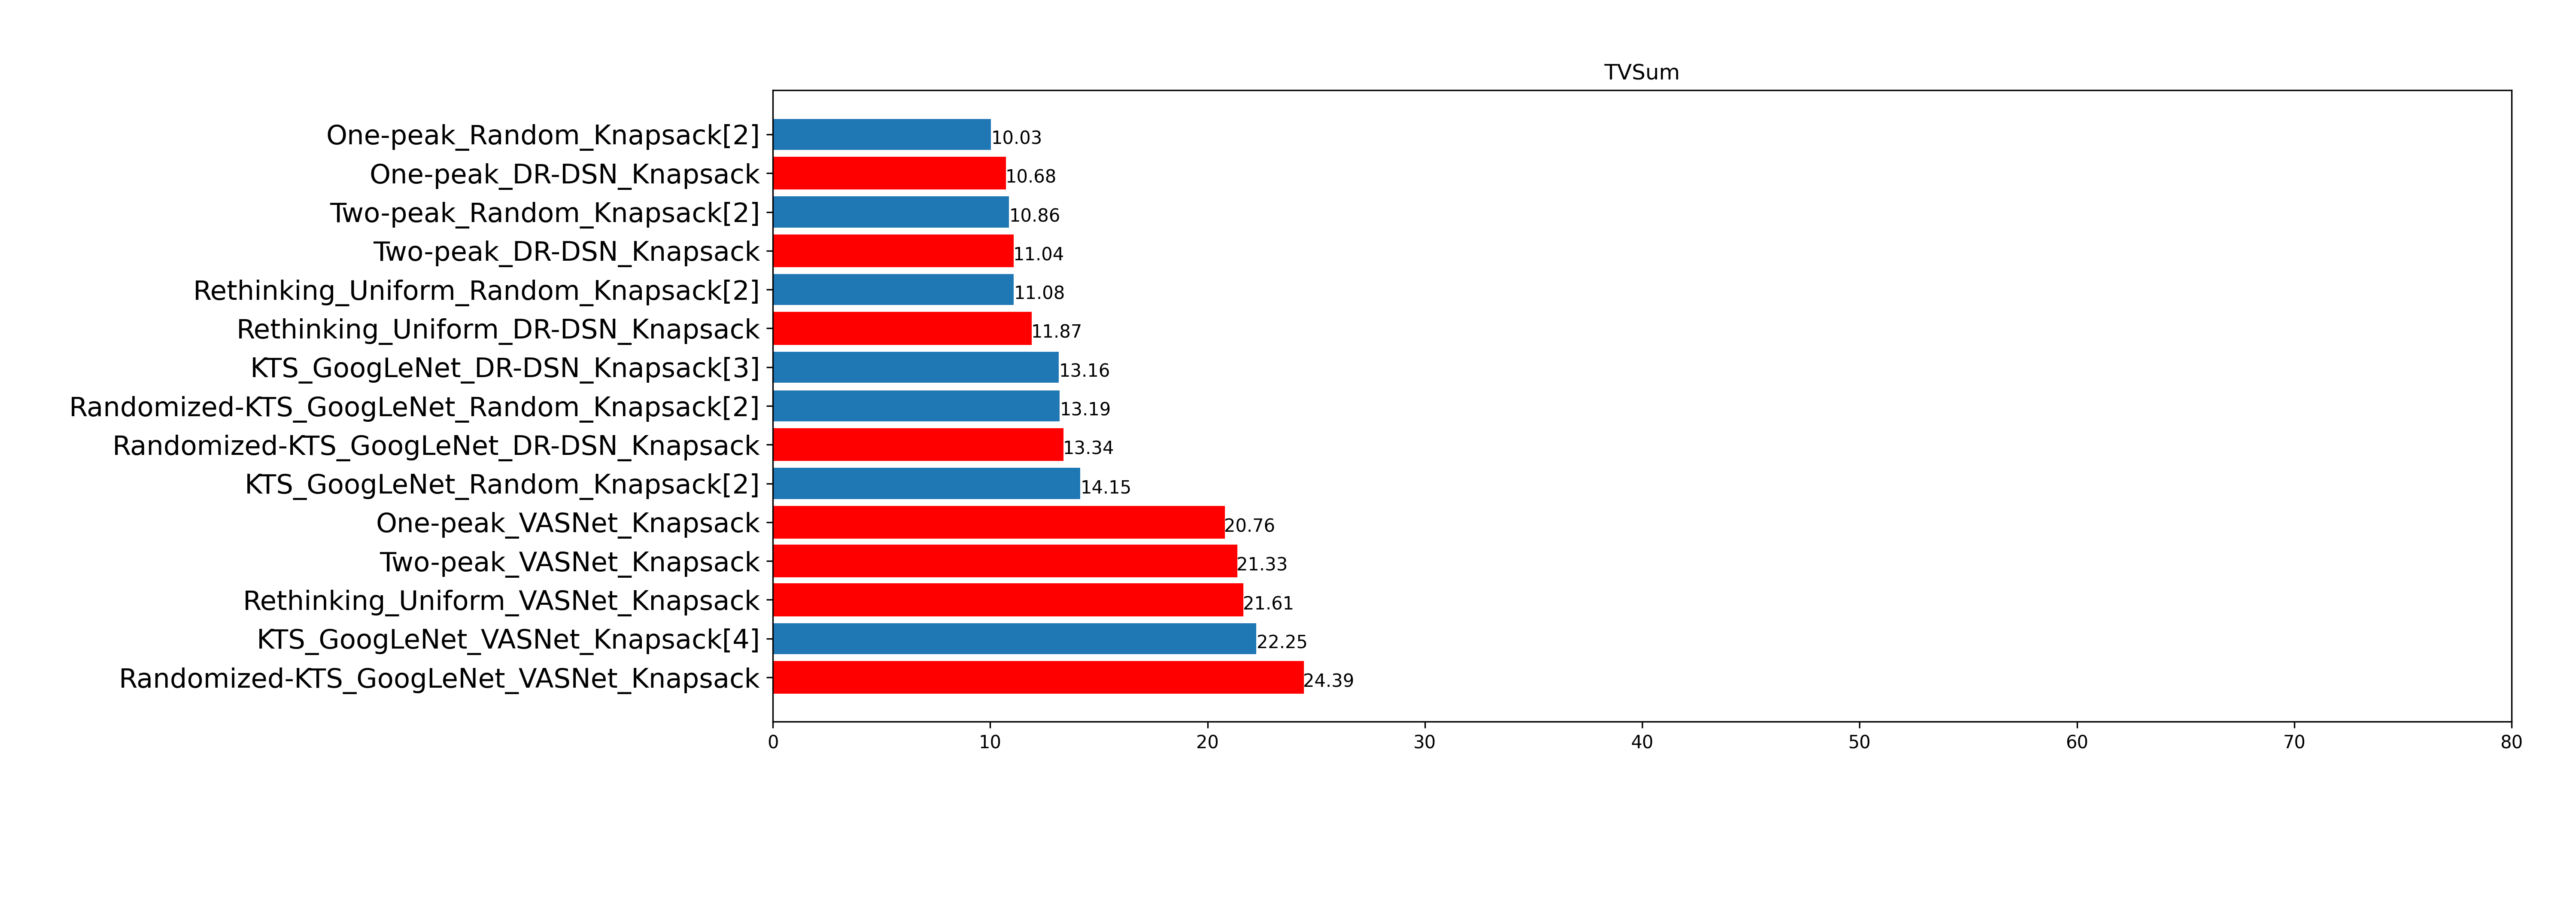 TVSum
One-peak_Random_Knapsack[2] 10.03
One-peak_DR-DSN_Knapsack 10.68
Two-peak_Random_Knapsack[2] 10.86
Two-peak_DR-DSN_Knapsack 11.04
Rethinking_Uniform_Random_Knapsack[2] 11.08
Rethinking_Uniform_DR-DSN_Knapsack 11.87
KTS_GoogLeNet_DR-DSN_Knapsack[3] 13.16
Randomized-KTS_GoogLeNet_Random_Knapsack[2] 13.19
Randomized-KTS_GoogLeNet_DR-DSN_Knapsack 13.34
KTS_GoogLeNet_Random_Knapsack[2] 14.15
One-peak_VASNet_Knapsack 20.76
Two-peak_VASNet_Knapsack 21.33
Rethinking_Uniform_VASNet_Knapsack 21.61
KTS_GoogLeNet_VASNet_Knapsack[4] 22.25
Randomized-KTS_GoogLeNet_VASNet_Knapsack 24.39
0 10 20 30 40 50 60 70 80